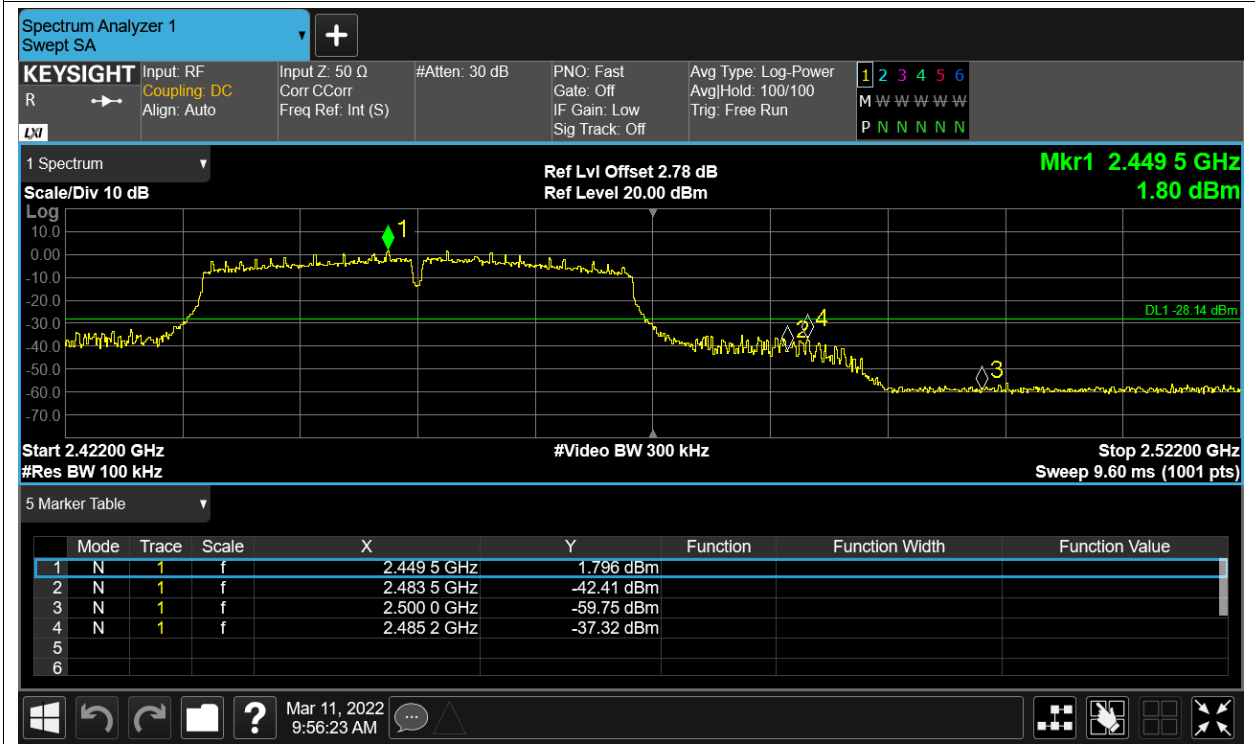 Spectrum Analyzer 1
Swept SA
+
KEYSIGHT Input: RF Input Z: 50 Ω #Atten: 30 dB PNO: Fast Avg Type: Log-Power 1 2 3 4 5 6
R Coupling: DC Corr CCorr Gate: Off Avg|Hold: 100/100 M W W W W W W
Align: Auto Freq Ref: Int (S) IF Gain: Low Trig: Free Run
LXI Sig Track: Off P N N N N N N
1 Spectrum Ref Lvl Offset 2.78 dB Mkr1 2.449 5 GHz
Scale/Div 10 dB Ref Level 20.00 dBm 1.80 dBm
Log
10.0
1
0.00
-10.0
-20.0
DL1 -28.14 dBm
-30.0
2 4
-40.0
-50.0
3
-60.0
-70.0
Start 2.42200 GHz #Video BW 300 kHz Stop 2.52200 GHz
#Res BW 100 kHz Sweep 9.60 ms (1001 pts)
5 Marker Table
Mode Trace Scale X Y Function Function Width Function Value
1 N 1 f 2.449 5 GHz 1.796 dBm
2 N 1 f 2.483 5 GHz -42.41 dBm
3 N 1 f 2.500 0 GHz -59.75 dBm
4 N 1 f 2.485 2 GHz -37.32 dBm
5
6
? Mar 11, 2022
9:56:23 AM